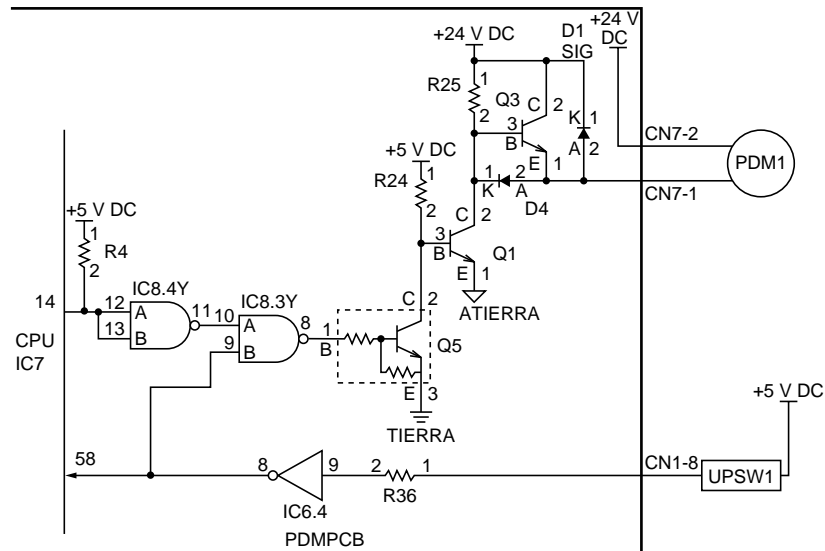 +24 V DC
D1
SIG
+24 V
DC
R25
1
2
Q3
C
2
3
B
E
1
K
1
A
2
CN7-2
PDM1
CN7-1
+5 V DC
R24
1
2
1
K
2
A
D4
C
2
3
B
Q1
E
1
ATIERRA
+5 V DC
1
2
R4
14
CPU
IC7
IC8.4Y
12
A
13
B
11
IC8.3Y
10
A
9
B
8
1
B
C
2
Q5
E
3
TIERRA
58
8
9
IC6.4
2
1
R36
CN1-8
UPSW1
+5 V DC
PDMPCB